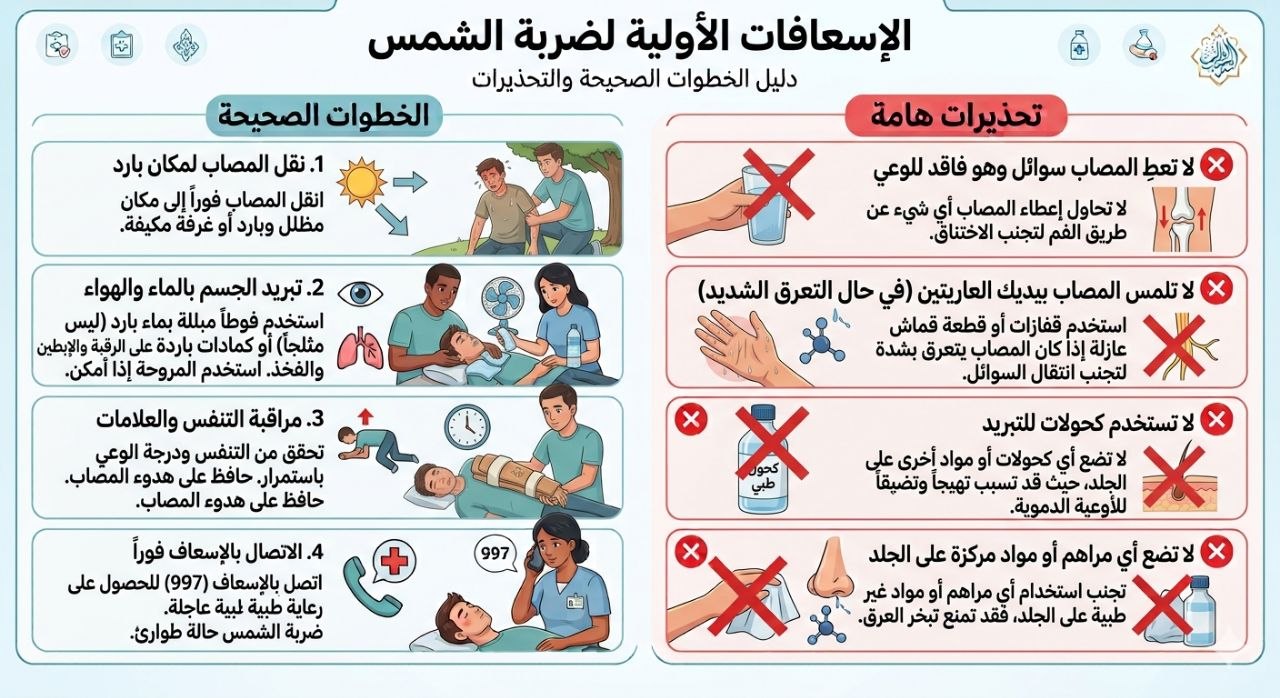 الإسعافات الأولية لضربة الشمس
دليل الخطوات الصحيحة والتحذيرات
تحذيرات هامة
لا تعطِ المصاب سوائل وهو فاقد للوعي
لا تحاول إعطاء المصاب أي شيء عن
طريق الفم لتجنب الاختناق.
لا تلمس المصاب بيديك العاريتين (في حال التعرق الشديد)
استخدم قفازات أو قطعة قماش
عازلة إذا كان المصاب يتعرق بشدة
لتجنب انتقال السوائل.
لا تستخدم كحولات للتبريد
لا تضع أي كحولات أو مواد أخرى على
الجلد، حيث قد تسبب تهيجاً وتضيقاً
للأوعية الدموية.
كحول
طبي
لا تضع أي مراهم أو مواد مركزة على الجلد
تجنب استخدام أي مراهم أو مواد غير
طبية على الجلد، فقد تمنع تبخر العرق.
الخطوات الصحيحة
1. نقل المصاب لمكان بارد
انقل المصاب فوراً إلى مكان
مظلل وبارد أو غرفة مكيفة.
2. تبريد الجسم بالماء والهواء
استخدم فوطاً مبللة بماء بارد (ليس
مثلجاً) أو كمادات باردة على الرقبة والإبطين
والفخذ. استخدم المروحة إذا أمكن.
3. مراقبة التنفس والعلامات
تحقق من التنفس ودرجة الوعي
باستمرار. حافظ على هدوء المصاب.
حافظ على هدوء المصاب.
4. الاتصال بالإسعاف فوراً
اتصل بالإسعاف (997) للحصول على
رعاية طبية لمبية عاجلة.
ضربة الشمس حالة طوارئ.
997